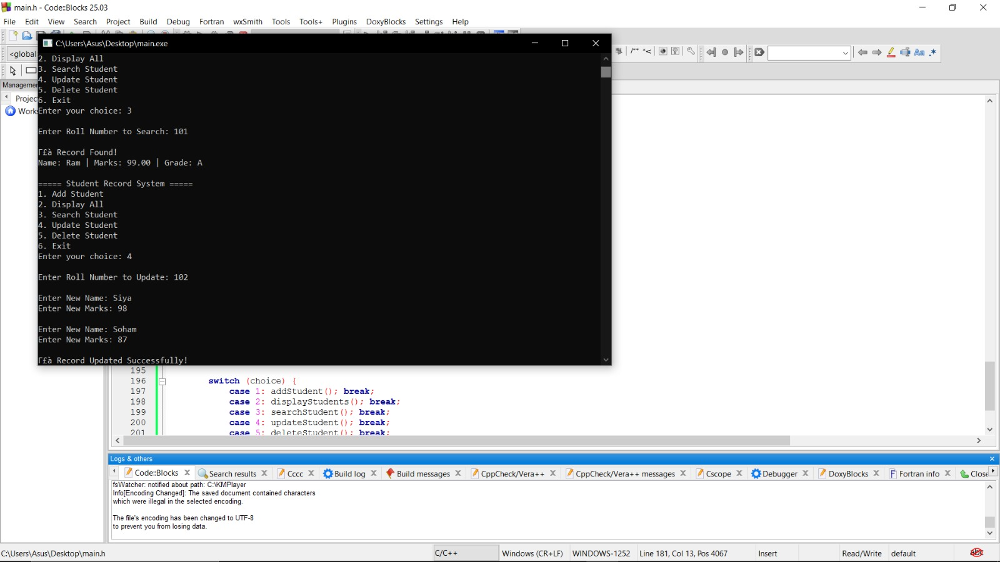 main.h - Code::Blocks 25.03
File Edit View Search Project Build Debug Fortran wxSmith Tools Tools+ Plugins DoxyBlocks Settings Help
C:\Users\Asus\Desktop\main.exe
<global
/** *<
Aa .*
Management
Projec
Works
2. Display All
3. Search Student
4. Update Student
5. Delete Student
6. Exit
Enter your choice: 3
Enter Roll Number to Search: 101
Γ£à Record Found!
Name: Ram | Marks: 99.00 | Grade: A
===== Student Record System =====
1. Add Student
2. Display All
3. Search Student
4. Update Student
5. Delete Student
6. Exit
Enter your choice: 4
Enter Roll Number to Update: 102
Enter New Name: Siya
Enter New Marks: 98
Enter New Name: Soham
Enter New Marks: 87
Γ£à Record Updated Successfully!
195
196 switch (choice) {
197 case 1: addStudent(); break;
198 case 2: displayStudents(); break;
199 case 3: searchStudent(); break;
200 case 4: updateStudent(); break;
201 case 5: deleteStudent(); break;
Logs & others
Code::Blocks Search results Cccc Build log Build messages CppCheck/Vera++ CppCheck/Vera++ messages Cscope Debugger DoxyBlocks Fortran info Close
fsWatcher: notified about path: C:\KMPlayer
Info[Encoding Changed]: The saved document contained characters
which were illegal in the selected encoding.
The file's encoding has been changed to UTF-8
to prevent you from losing data.
C:\Users\Asus\Desktop\main.h C/C++ Windows (CR+LF) WINDOWS-1252 Line 181, Col 13, Pos 4067 Insert Read/Write default abc